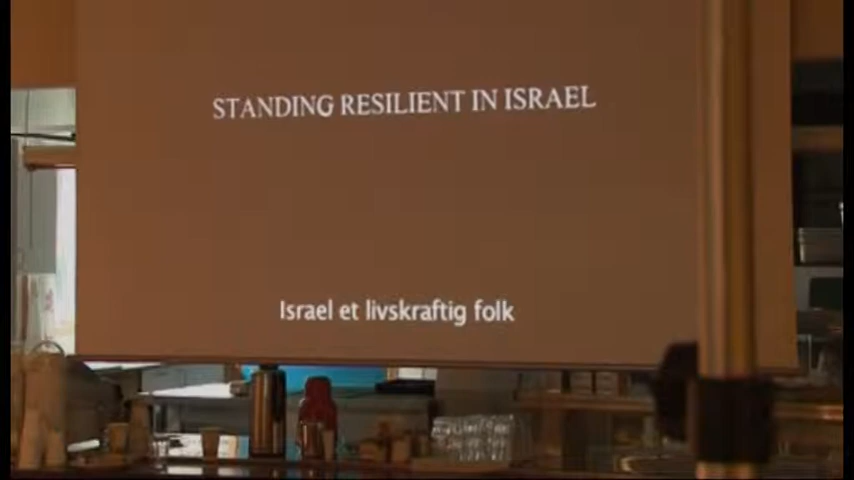 STANDING RESILIENT IN ISRAEL
Israel et livskraftig folk